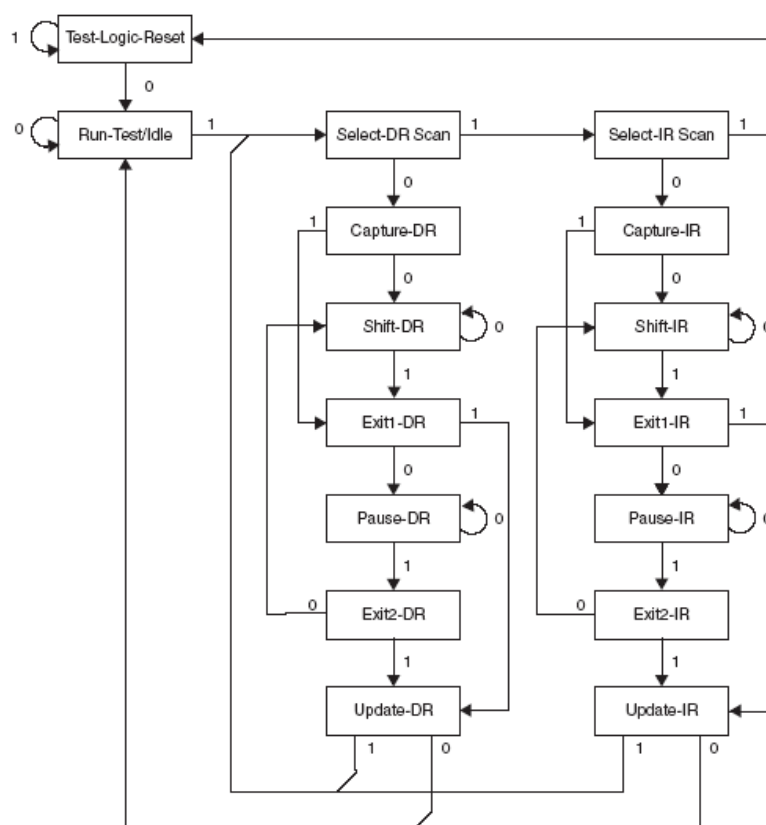 1
Test-Logic-Reset
0
0
Run-Test/Idle
1
Select-DR Scan
1
Select-IR Scan
1
0
0
1
Capture-DR
1
Capture-IR
0
0
Shift-DR
0
Shift-IR
0
1
1
Exit1-DR
1
Exit1-IR
1
0
0
Pause-DR
0
Pause-IR
0
1
1
0
Exit2-DR
0
Exit2-IR
1
1
Update-DR
Update-IR
1
0
1
0